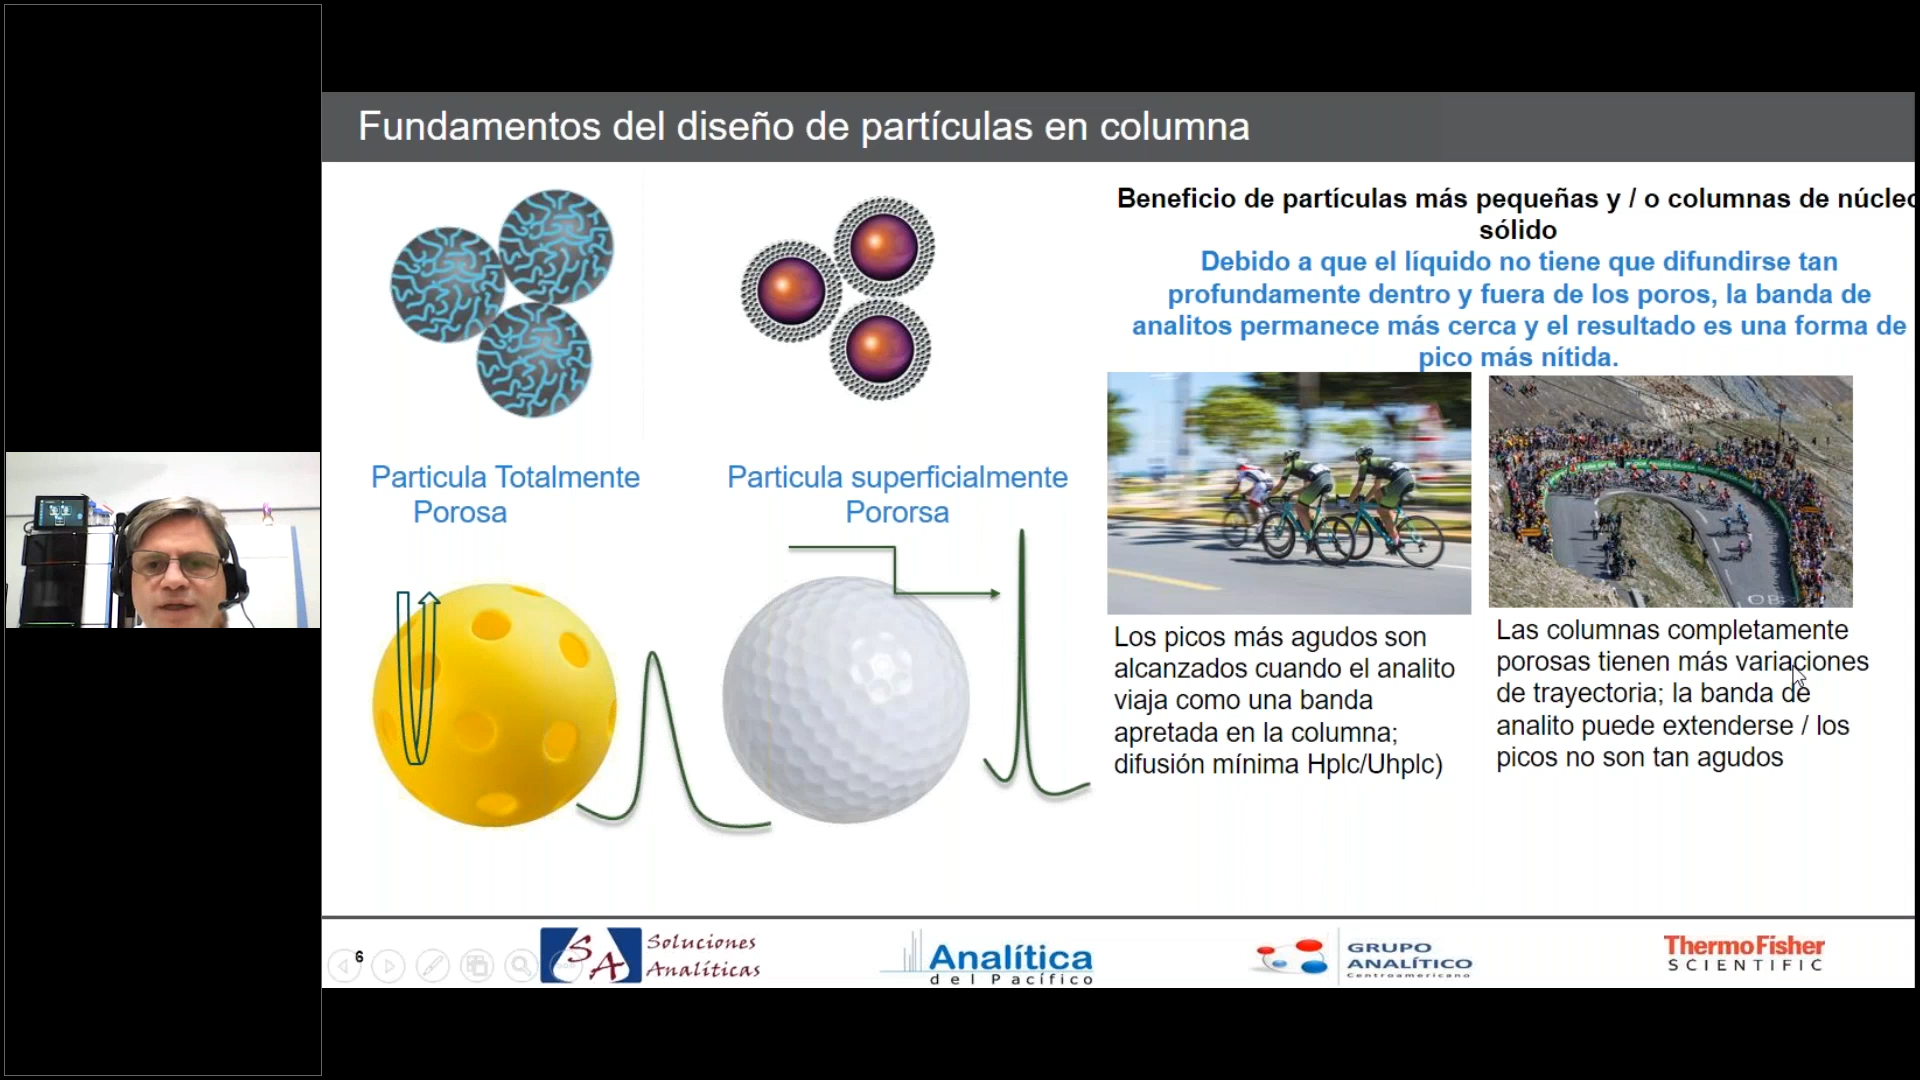 Fundamentos del diseño de partículas en columna
Particula Totalmente
Porosa
Particula superficialmente
Pororsa
Beneficio de partículas más pequeñas y / o columnas de núcleo
sólido
Debido a que el líquido no tiene que difundirse tan
profundamente dentro y fuera de los poros, la banda de
analitos permanece más cerca y el resultado es una forma de
pico más nítida.
Los picos más agudos son
alcanzados cuando el analito
viaja como una banda
apretada en la columna;
difusión mínima Hplc/Uhplc)
Las columnas completamente
porosas tienen más variaciones
de trayectoria; la banda de
analito puede extenderse / los
picos no son tan agudos
6
SA
Soluciones
Analíticas
Analítica
del Pacífico
GRUPO
ANALÍTICO
Centroamericano
ThermoFisher
SCIENTIFIC